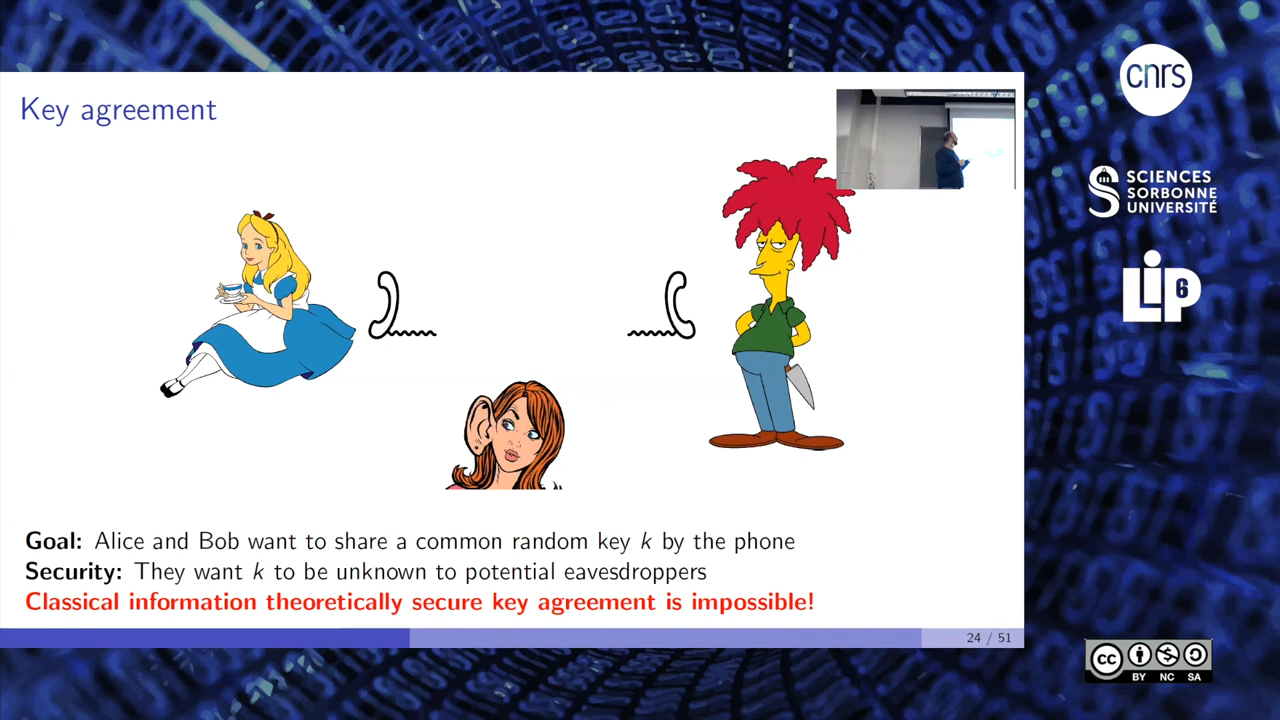 Key agreement
Goal: Alice and Bob want to share a common random key k by the phone
Security: They want k to be unknown to potential eavesdroppers
Classical information theoretically secure key agreement is impossible!
24 / 51
cnrs
SCIENCES
SORBONNE
UNIVERSITÉ
LIP6
cc
BY NC SA